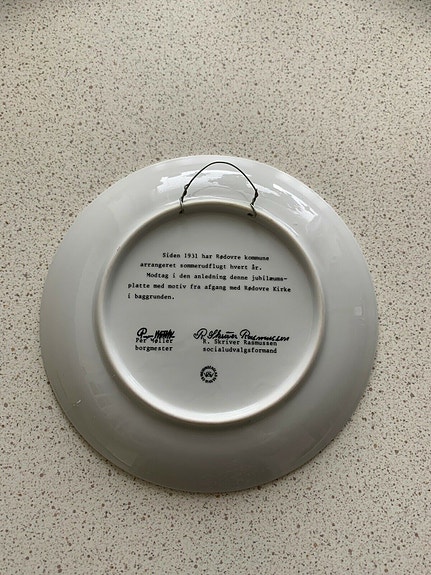 Siden 1931 har Rødovre kommune
arrangeret sommerudflugt hvert år.
Modtag i den anledning denne jubilæums-
platte med motiv fra afgang med Rødovre Kirke
i baggrunden.
R. Skriver Rasmussen
Per Møller R. Skriver Rasmussen
borgmester socialudvalgsformand